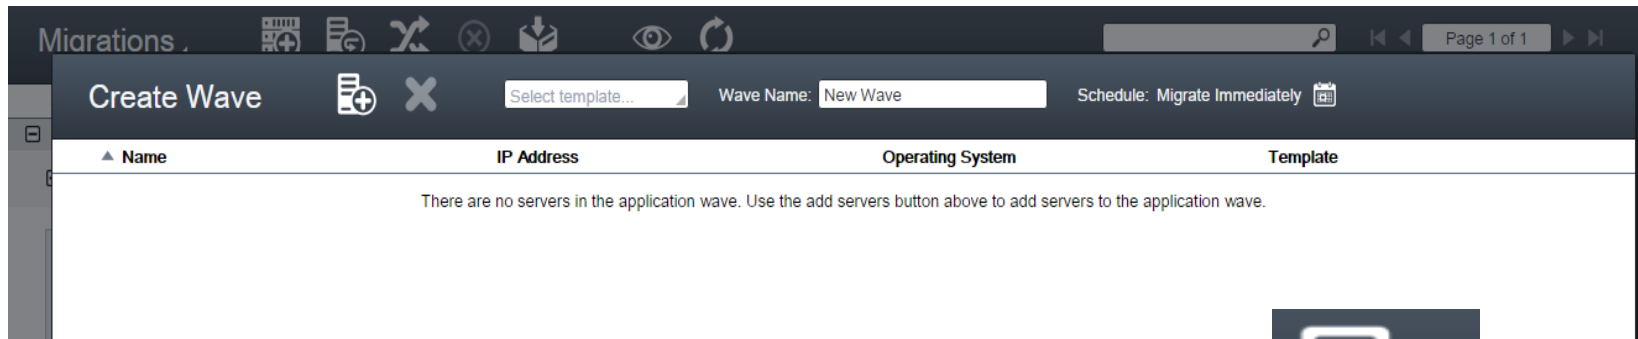 Migrations
Page 1 of 1
Create Wave
Select template...
Wave Name: New Wave
Schedule: Migrate Immediately
Name IP Address Operating System Template
There are no servers in the application wave. Use the add servers button above to add servers to the application wave.